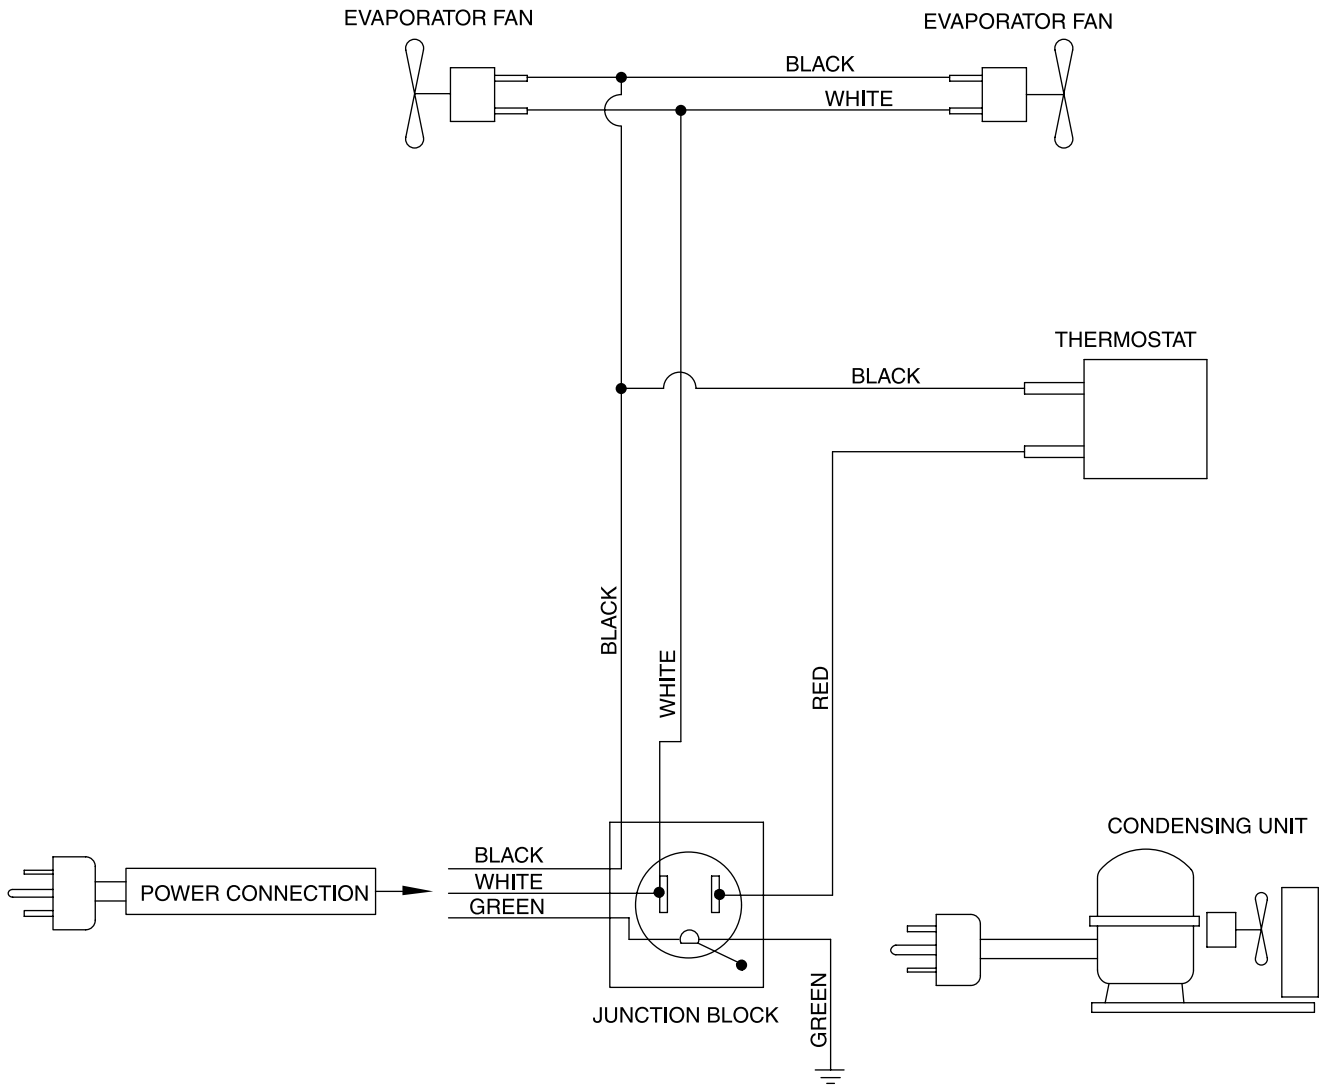 EVAPORATOR FAN
EVAPORATOR FAN
BLACK
WHITE
THERMOSTAT
BLACK
BLACK
WHITE
RED
CONDENSING UNIT
BLACK
WHITE
GREEN
POWER CONNECTION
GREEN
JUNCTION BLOCK